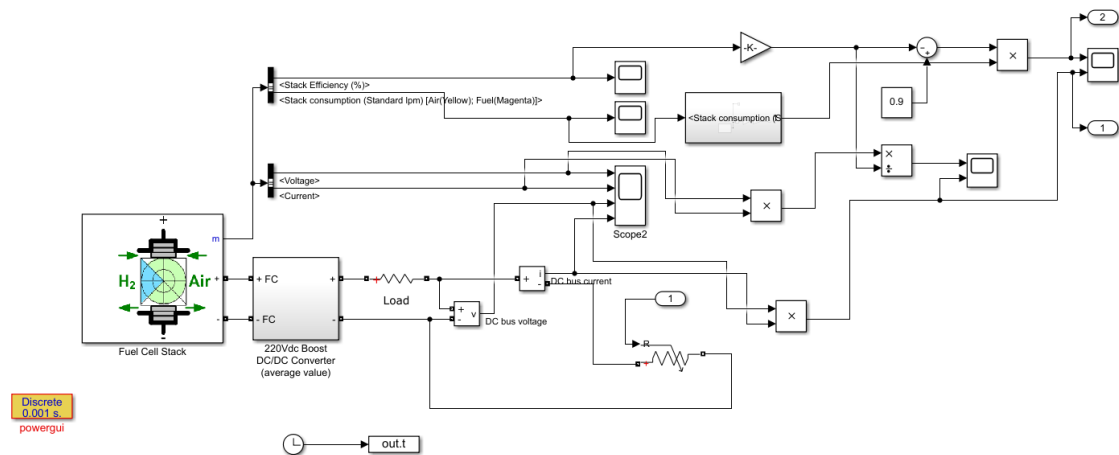 2
-K-
<Stack Efficiency (%)>
<Stack consumption (Standard lpm) [Air(Yellow); Fuel(Magenta)]>
0.9
<Stack consumption (S
1
<Voltage>
<Current>
Scope2
+
m
H2
Air
-
Fuel Cell Stack
+ FC
- FC
+
-
220Vdc Boost
DC/DC Converter
(average value)
+
Load
+
-
v
DC bus voltage
+
i
-
DC bus current
1
R
+
Discrete
0.001 s.
powergui
out.t